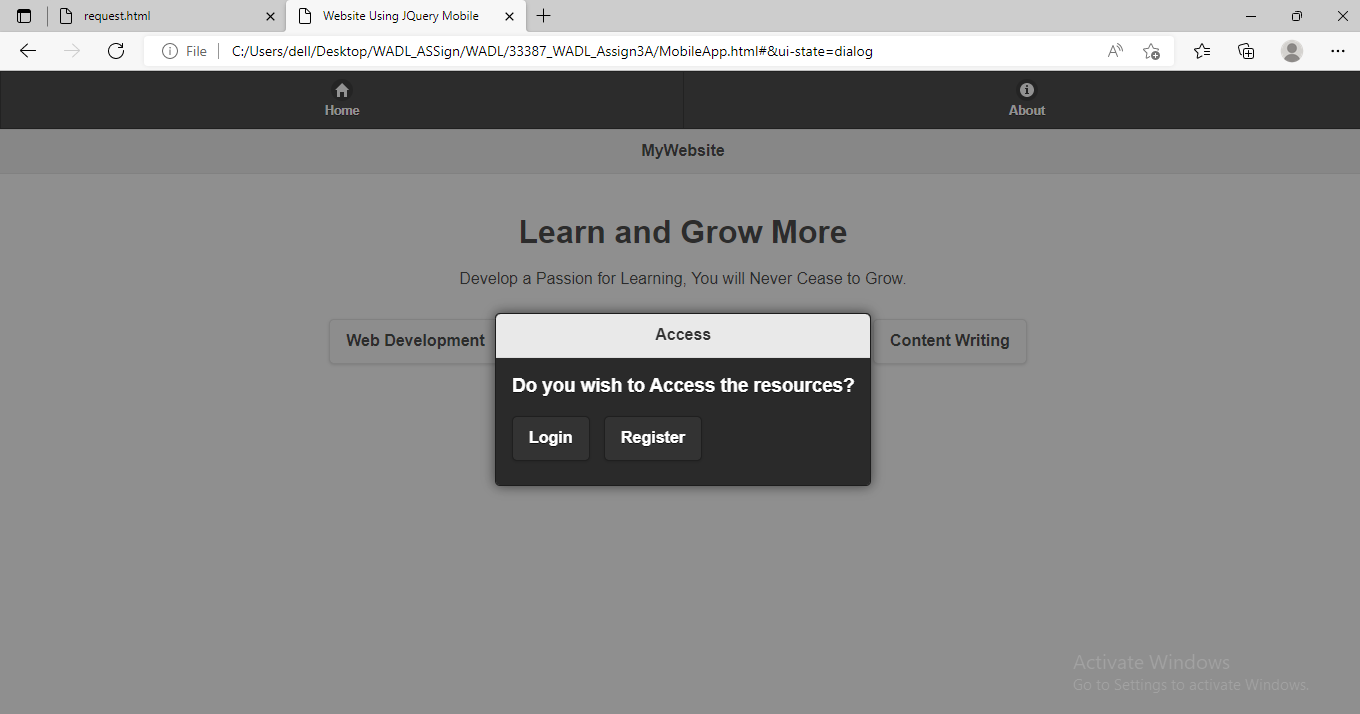 request.html
Website Using JQuery Mobile
File
C:/Users/dell/Desktop/WADL_ASSign/WADL/33387_WADL_Assign3A/MobileApp.html#&ui-state=dialog
Home
About
MyWebsite
Learn and Grow More
Develop a Passion for Learning, You will Never Cease to Grow.
Web Development
Content Writing
Access
Do you wish to Access the resources?
Login
Register
Activate Windows
Go to Settings to activate Windows.